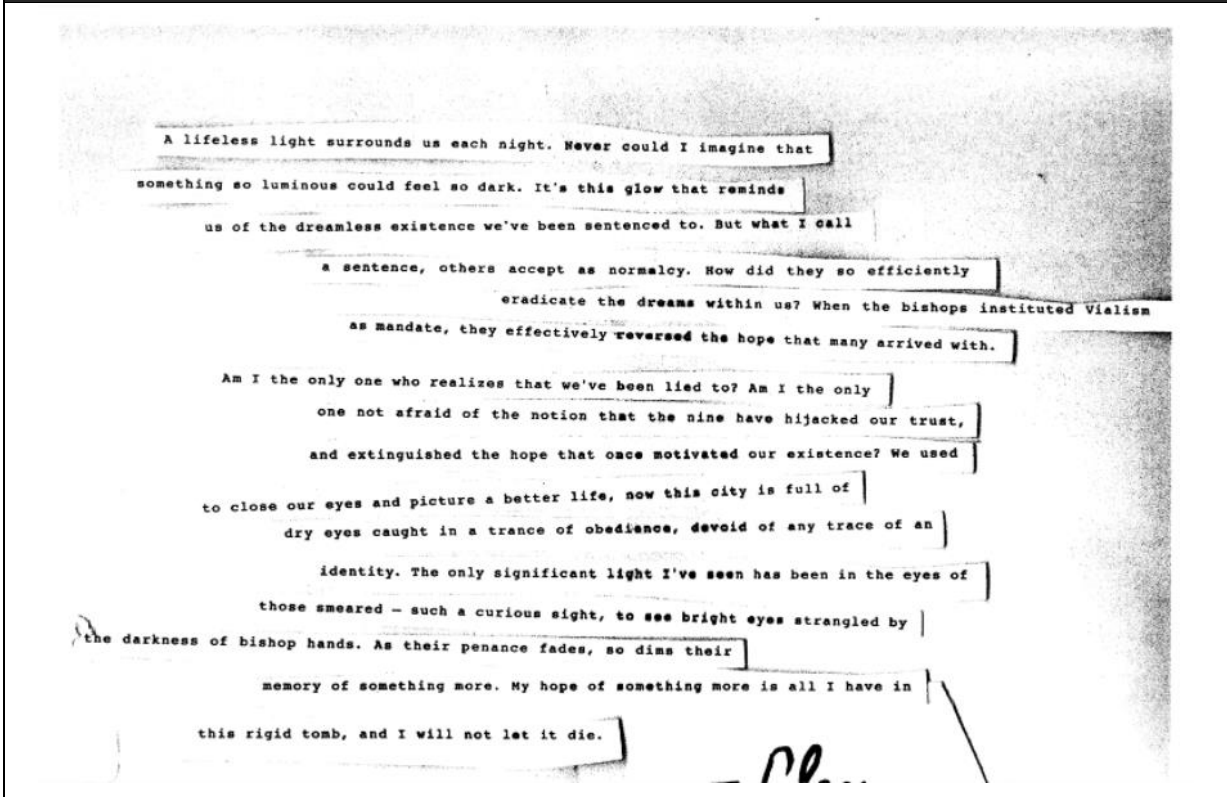 A lifeless light surrounds us each night. Never could I imagine that
something so luminous could feel so dark. It's this glow that reminds
us of the dreamless existence we've been sentenced to. But what I call
a sentence, others accept as normalcy. How did they so efficiently
eradicate the dreams within us? When the bishops instituted Vialism
as mandate, they effectively reversed the hope that many arrived with.
Am I the only one who realizes that we've been lied to? Am I the only
one not afraid of the notion that the nine have hijacked our trust,
and extinguished the hope that once motivated our existence? We used
to close our eyes and picture a better life, now this city is full of
dry eyes caught in a trance of obedience, devoid of any trace of an
identity. The only significant light I've seen has been in the eyes of
those smeared — such a curious sight, to see bright eyes strangled by
the darkness of bishop hands. As their penance fades, so dims their
memory of something more. My hope of something more is all I have in
this rigid tomb, and I will not let it die.